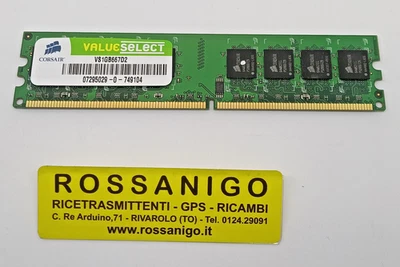 VALUESELECT
CORSAIR
VS1GB667D2
07295029 - 0 - 749104
ROSSANIGO
RICETRASMITTENTI - GPS - RICAMBI
C. Re Arduino,71 - RIVAROLO (TO) - Tel. 0124.29091
www.rossanigo.it